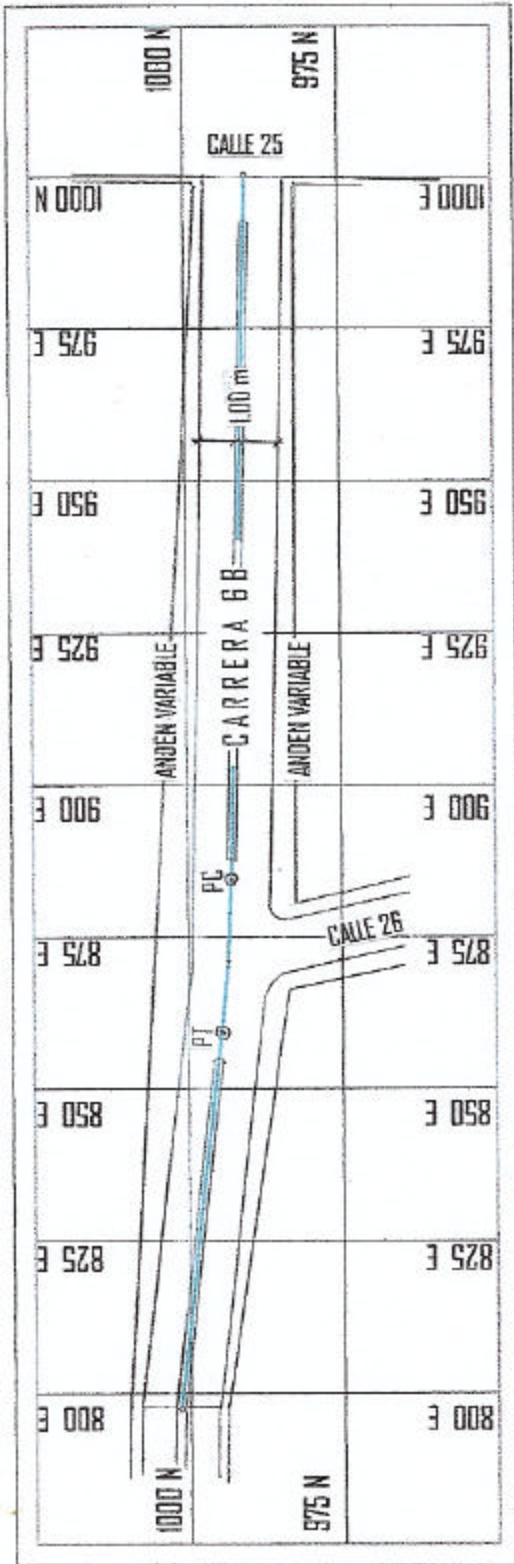 1000 N
975 N
CALLE 25
1000 N
1000 E
975 E
975 E
1.00 m
950 E
950 E
CARRERA 6B
925 E
925 E
ANDEN VARIABLE
ANDEN VARIABLE
900 E
900 E
PC
CALLE 26
875 E
875 E
PT
850 E
850 E
825 E
825 E
800 E
800 E
1000 N
975 N